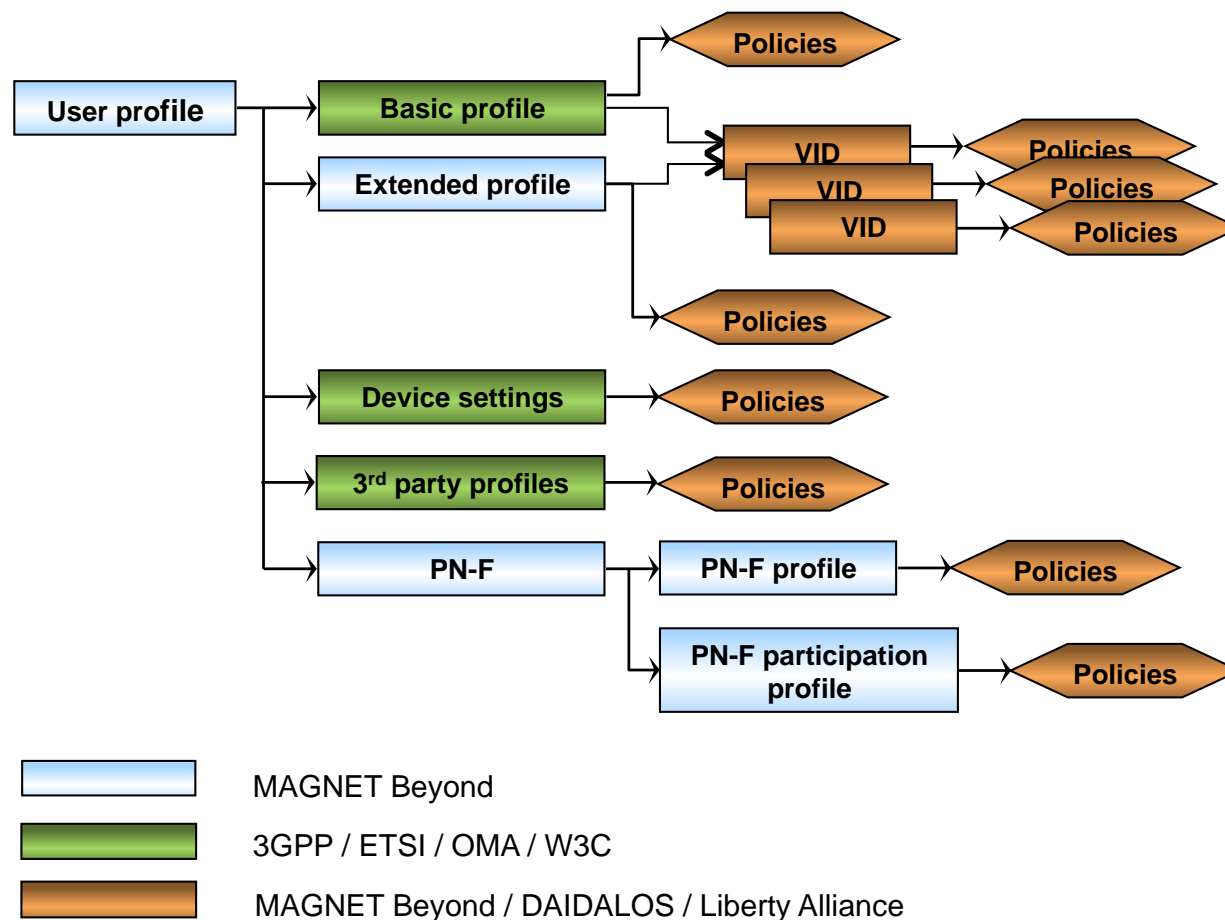 Policies
User profile
Basic profile
VID
Policies
Extended profile
VID
Policies
VID
Policies
Policies
Device settings
Policies
3rd party profiles
Policies
PN-F
PN-F profile
Policies
PN-F participation
profile
Policies
MAGNET Beyond
3GPP / ETSI / OMA / W3C
MAGNET Beyond / DAIDALOS / Liberty Alliance